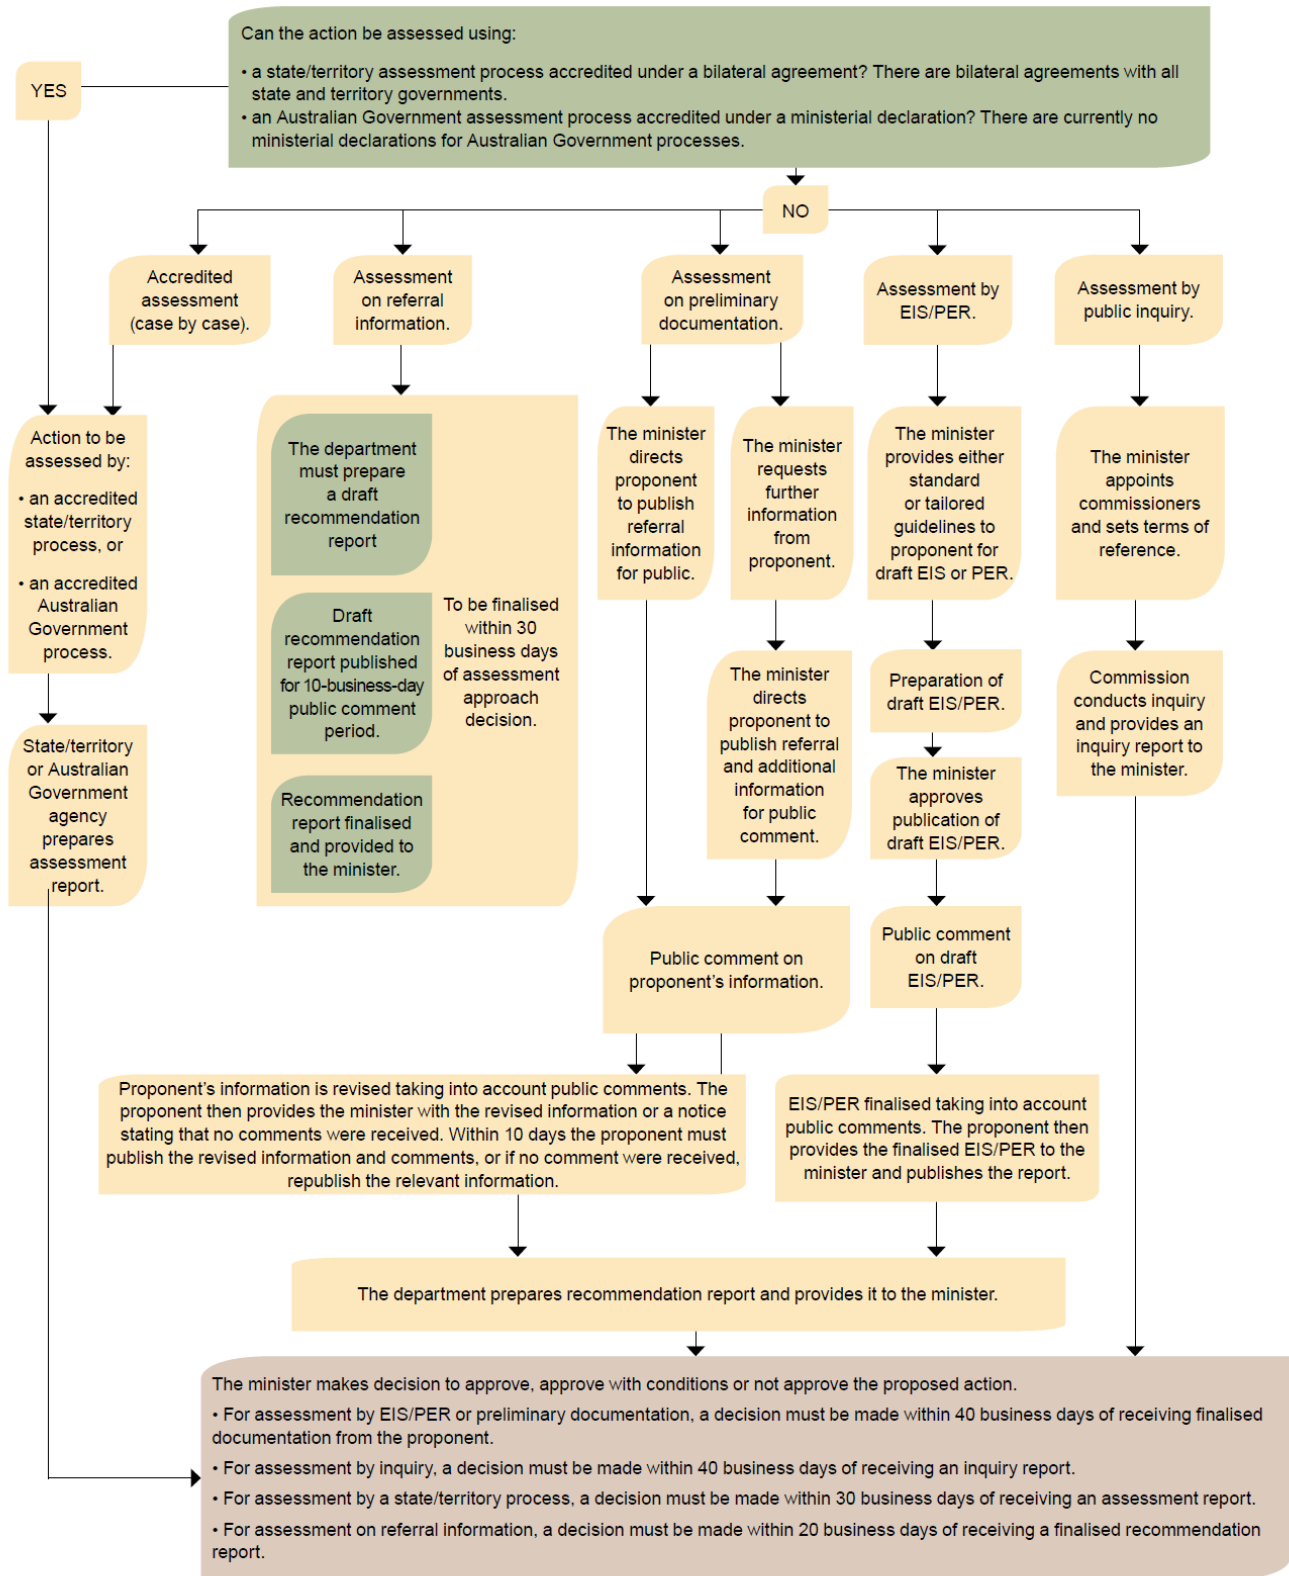 Can the action be assessed using:
• a state/territory assessment process accredited under a bilateral agreement? There are bilateral agreements with all
state and territory governments.
• an Australian Government assessment process accredited under a ministerial declaration? There are currently no
ministerial declarations for Australian Government processes.
YES
NO
Accredited
assessment
(case by case).
Assessment
on referral
information.
Assessment
on preliminary
documentation.
Assessment by
EIS/PER.
Assessment by
public inquiry.
Action to be
assessed by:
• an accredited
state/territory
process, or
• an accredited
Australian
Government
process.
State/territory
or Australian
Government
agency
prepares
assessment
report.
The department
must prepare
a draft
recommendation
report
Draft
recommendation
report published
for 10-business-day
public comment
period.
Recommendation
report finalised
and provided to
the minister.
To be finalised
within 30
business days
of assessment
approach
decision.
The minister
directs
proponent
to publish
referral
information
for public.
The minister
requests
further
information
from
proponent.
The minister
directs
proponent to
publish referral
and additional
information
for public
comment.
Public comment on
proponent's information.
The minister
provides either
standard
or tailored
guidelines to
proponent for
draft EIS or PER.
Preparation of
draft EIS/PER.
The minister
approves
publication of
draft EIS/PER.
Public comment
on draft
EIS/PER.
The minister
appoints
commissioners
and sets terms
of reference.
Commission
conducts inquiry
and provides an
inquiry report to
the minister.
Proponent's information is revised taking into account public comments. The
proponent then provides the minister with the revised information or a notice
stating that no comments were received. Within 10 days the proponent must
publish the revised information and comments, or if no comment were received,
republish the relevant information.
EIS/PER finalised taking into account
public comments. The proponent then
provides the finalised EIS/PER to the
minister and publishes the report.
The department prepares recommendation report and provides it to the minister.
The minister makes decision to approve, approve with conditions or not approve the proposed action.
• For assessment by EIS/PER or preliminary documentation, a decision must be made within 40 business days of receiving finalised
documentation from the proponent.
• For assessment by inquiry, a decision must be made within 40 business days of receiving an inquiry report.
• For assessment by a state/territory process, a decision must be made within 30 business days of receiving an assessment report.
• For assessment on referral information, a decision must be made within 20 business days of receiving a finalised recommendation
report.